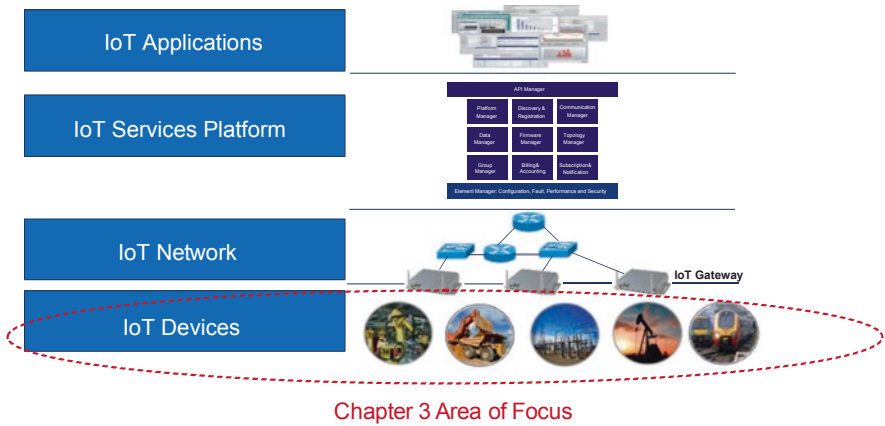 IoT Applications
IoT Services Platform
API Manager
Platform
Manager
Discovery &
Registration
Communication
Manager
Data
Manager
Firmware
Manager
Topology
Manager
Group
Manager
Billing&
Accounting
Subscription&
Notification
Element Manager: Configuration, Fault, Performance and Security
IoT Network
IoT Gateway
IoT Devices
Chapter 3 Area of Focus